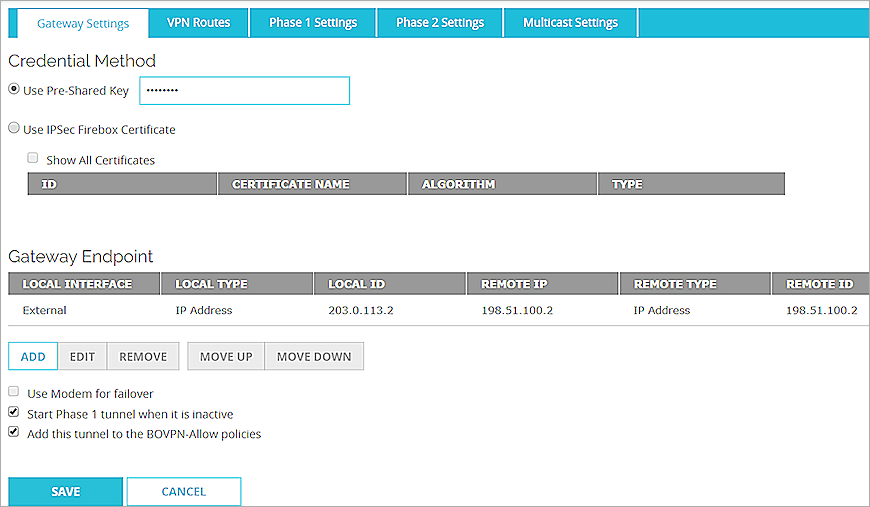 Gateway Settings VPN Routes Phase 1 Settings Phase 2 Settings Multicast Settings
Credential Method
Use Pre-Shared Key ••••••••
Use IPSec Firebox Certificate
Show All Certificates
ID CERTIFICATE NAME ALGORITHM TYPE
Gateway Endpoint
LOCAL INTERFACE LOCAL TYPE LOCAL ID REMOTE IP REMOTE TYPE REMOTE ID
External IP Address 203.0.113.2 198.51.100.2 IP Address 198.51.100.2
ADD EDIT REMOVE MOVE UP MOVE DOWN
Use Modem for failover
Start Phase 1 tunnel when it is inactive
Add this tunnel to the BOVPN-Allow policies
SAVE CANCEL